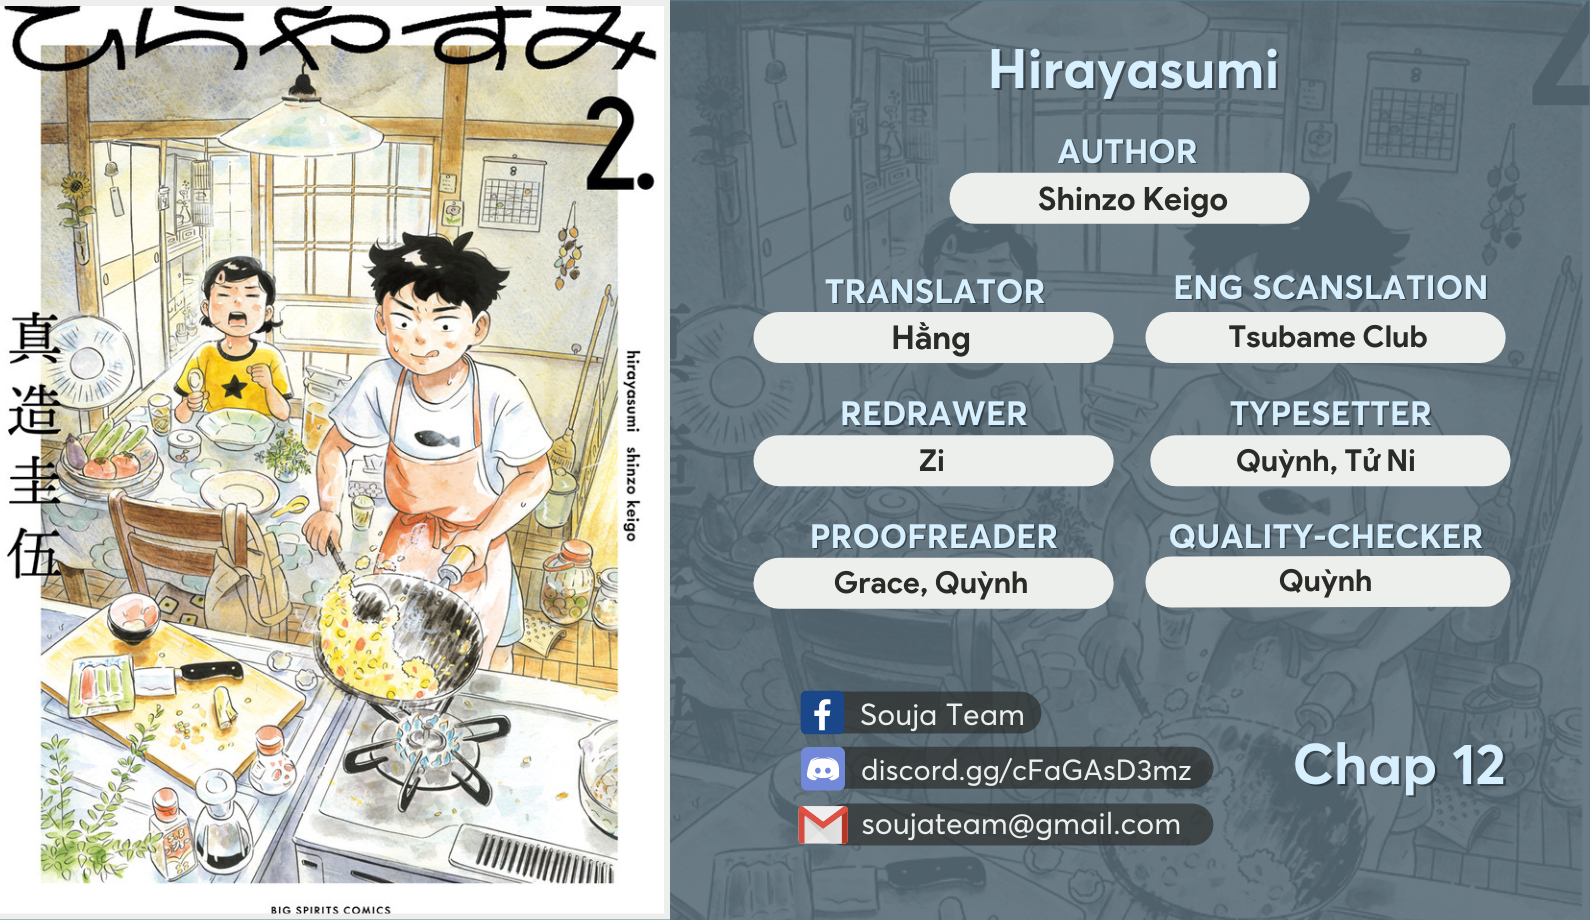 ひらやすみ
2.
真造圭伍
hirayasumi shinzo keigo
8
BIG SPIRITS COMICS
Hirayasumi
AUTHOR
Shinzo Keigo
TRANSLATOR
Hằng
ENG SCANSLATION
Tsubame Club
REDRAWER
Zi
TYPESETTER
Quỳnh, Tử Ni
PROOFREADER
Grace, Quỳnh
QUALITY-CHECKER
Quỳnh
Souja Team
discord.gg/cFaGAsD3mz
soujateam@gmail.com
Chap 12